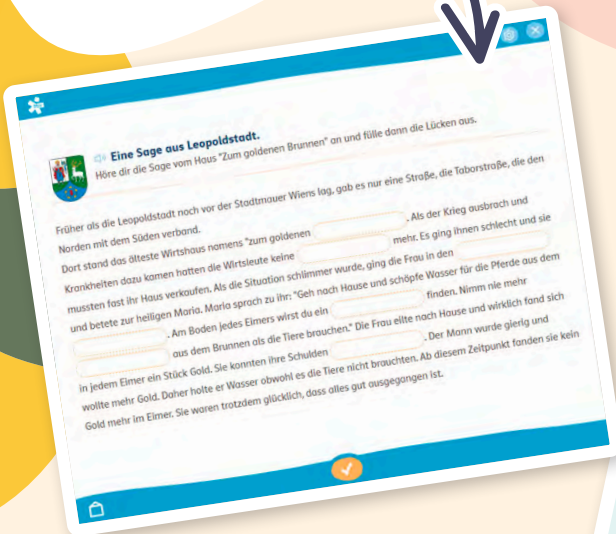 Eine Sage aus Leopoldstadt.
Höre dir die Sage vom Haus "Zum goldenen Brunnen" an und fülle dann die Lücken aus.
Früher als die Leopoldstadt noch vor der Stadtmauer Wiens lag, gab es nur eine Straße, die Taborstraße, die den
Norden mit dem Süden verband.
Dort stand das älteste Wirtshaus namens "zum goldenen . Als der Krieg ausbrach und
Krankheiten dazu kamen hatten die Wirtsleute keine mehr. Es ging ihnen schlecht und sie
mussten fast ihr Haus verkaufen. Als die Situation schlimmer wurde, ging die Frau in den
und betete zur heiligen Maria. Maria sprach zu ihr: "Geh nach Hause und schöpfe Wasser für die Pferde aus dem
. Am Boden jedes Eimers wirst du ein finden. Nimm nie mehr
aus dem Brunnen als die Tiere brauchen." Die Frau eilte nach Hause und wirklich fand sich
in jedem Eimer ein Stück Gold. Sie konnten ihre Schulden . Der Mann wurde gierig und
wollte mehr Gold. Daher holte er Wasser obwohl es die Tiere nicht brauchten. Ab diesem Zeitpunkt fanden sie kein
Gold mehr im Eimer. Sie waren trotzdem glücklich, dass alles gut ausgegangen ist.